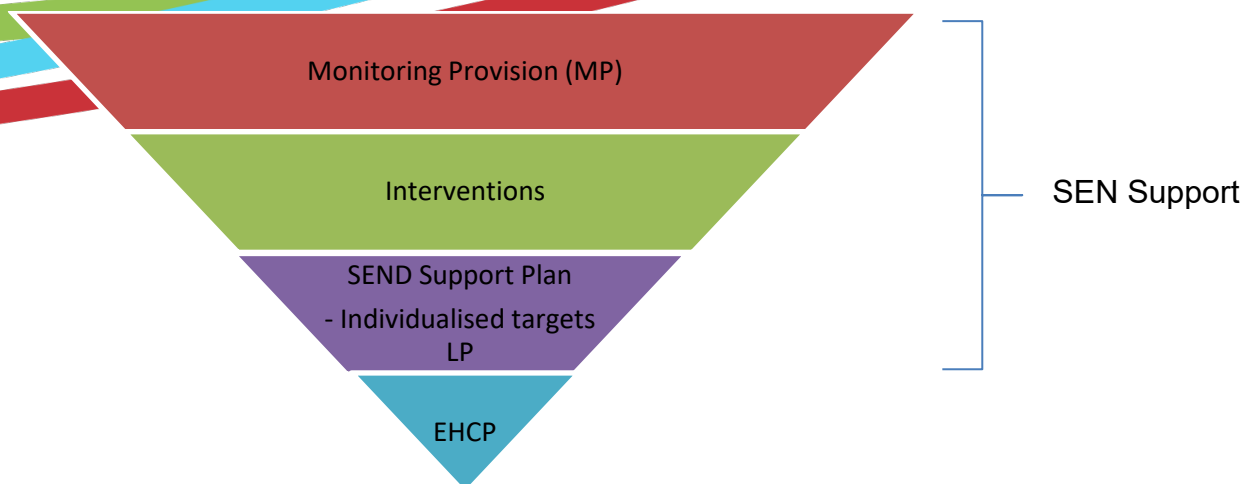 Monitoring Provision (MP)
Interventions
SEN Support
SEND Support Plan
- Individualised targets
LP
EHCP